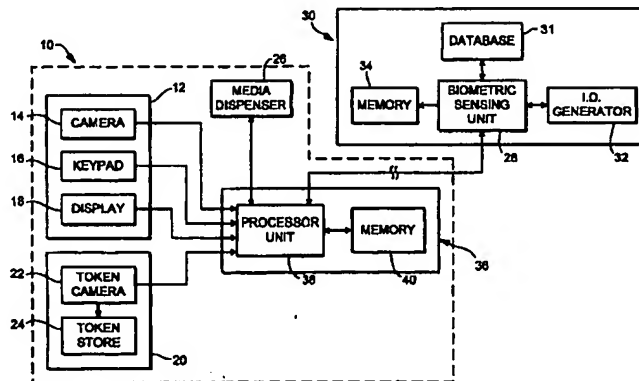 30
10
DATABASE
31
26
12
34
MEDIA
DISPENSER
MEMORY
BIOMETRIC
SENSING
UNIT
I.D.
GENERATOR
14
CAMERA
28
32
16
KEYPAD
18
DISPLAY
PROCESSOR
UNIT
MEMORY
36
38
40
22
TOKEN
CAMERA
24
TOKEN
STORE
20